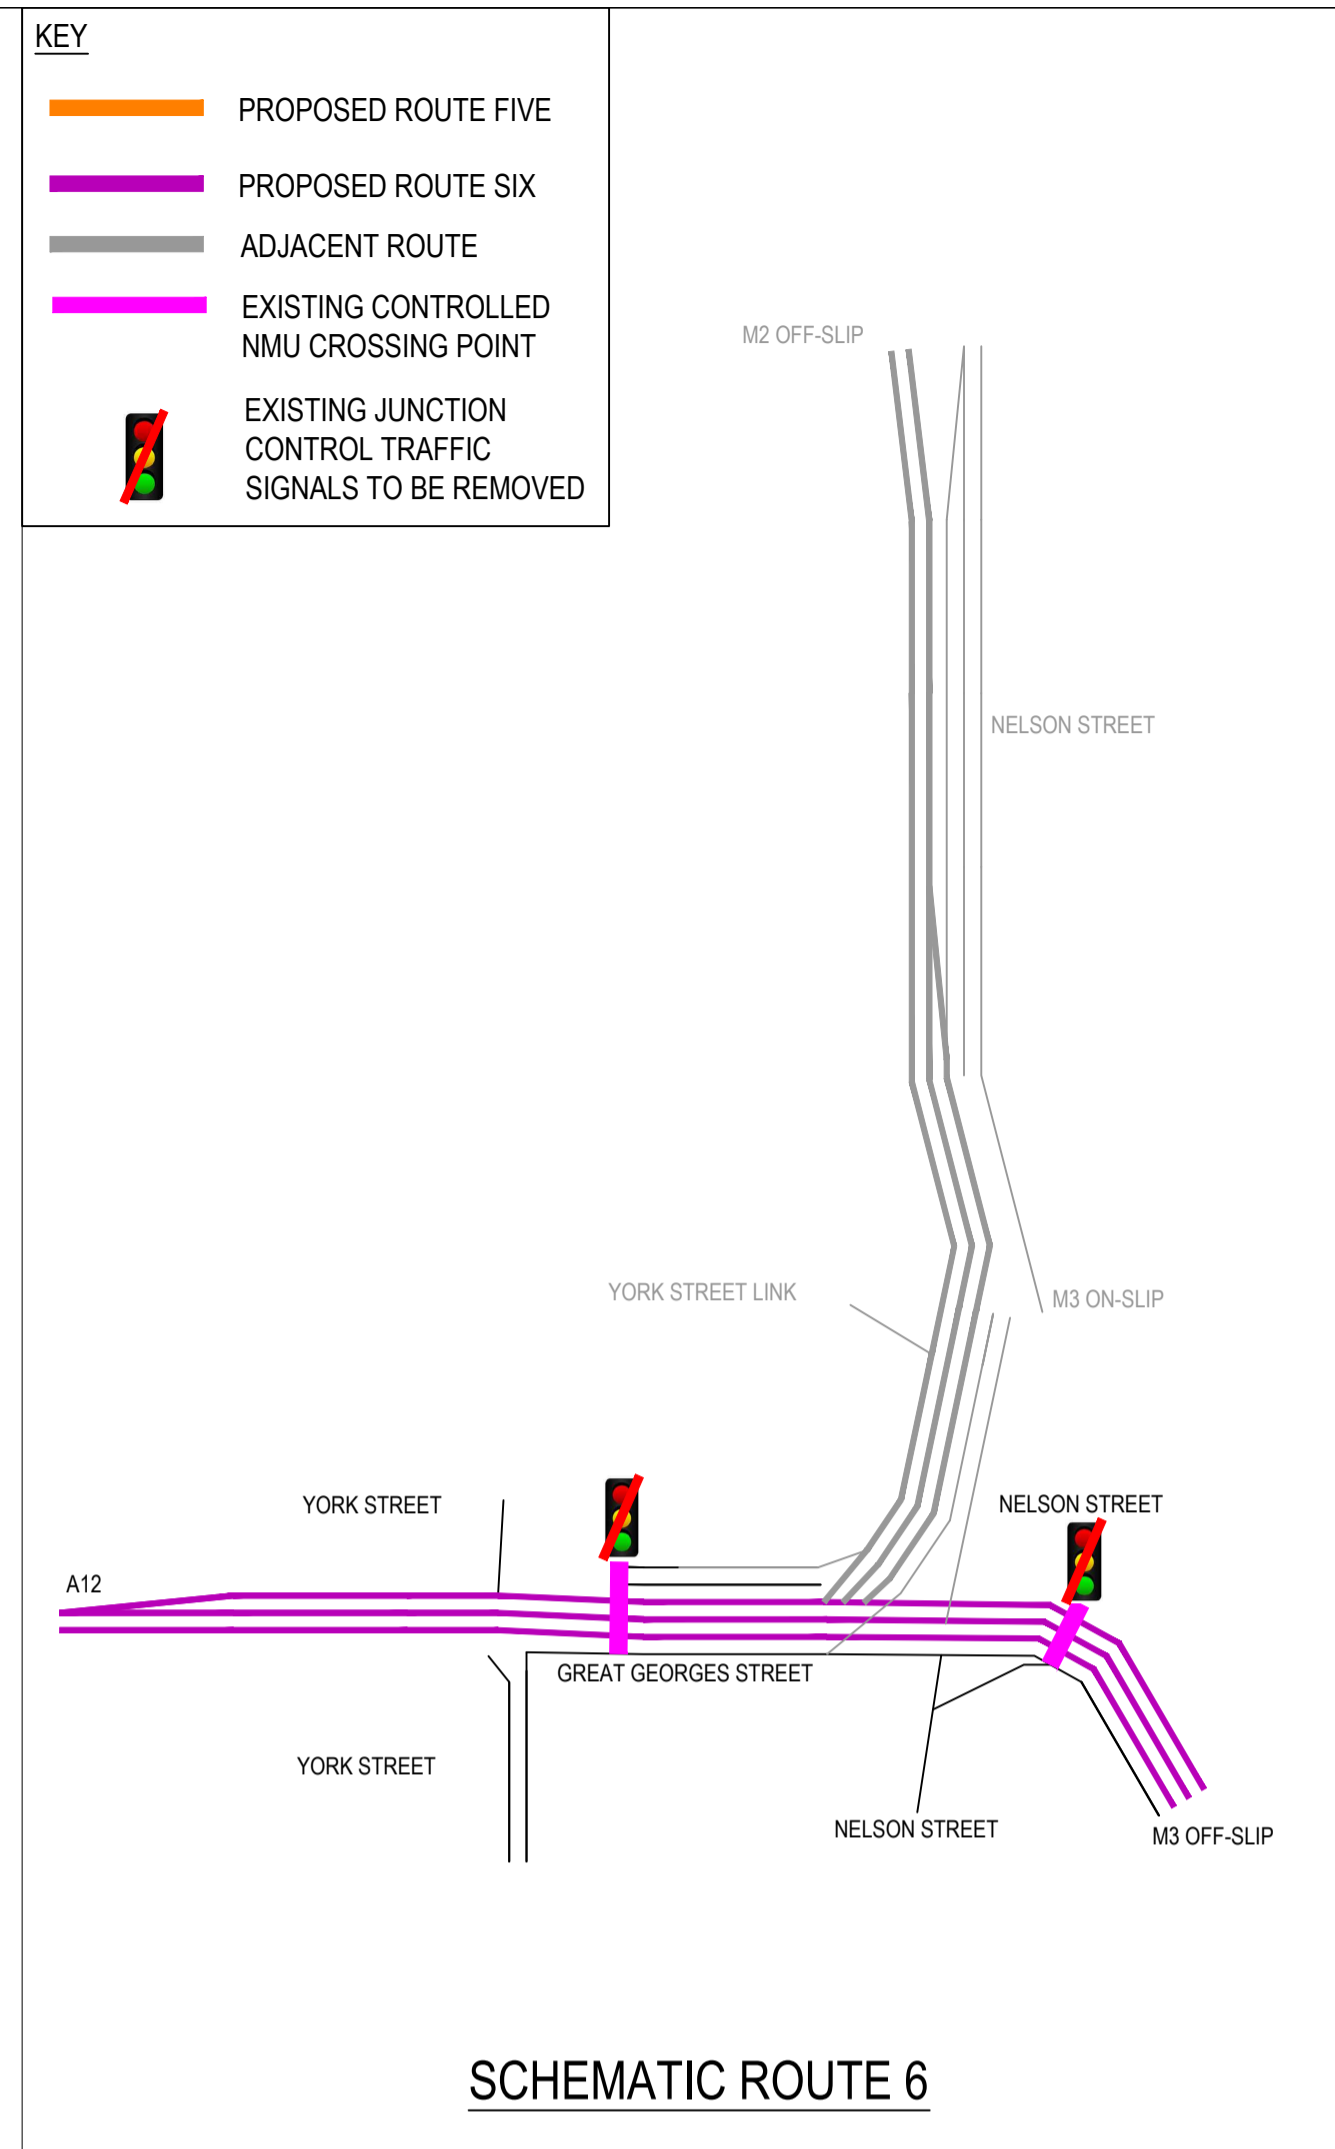 KEY
PROPOSED ROUTE FIVE
PROPOSED ROUTE SIX
ADJACENT ROUTE
EXISTING CONTROLLED
NMU CROSSING POINT
EXISTING JUNCTION
CONTROL TRAFFIC
SIGNALS TO BE REMOVED
M2 OFF-SLIP
NELSON STREET
YORK STREET LINK
M3 ON-SLIP
YORK STREET
NELSON STREET
A12
GREAT GEORGES STREET
YORK STREET
NELSON STREET
M3 OFF-SLIP
SCHEMATIC ROUTE 6